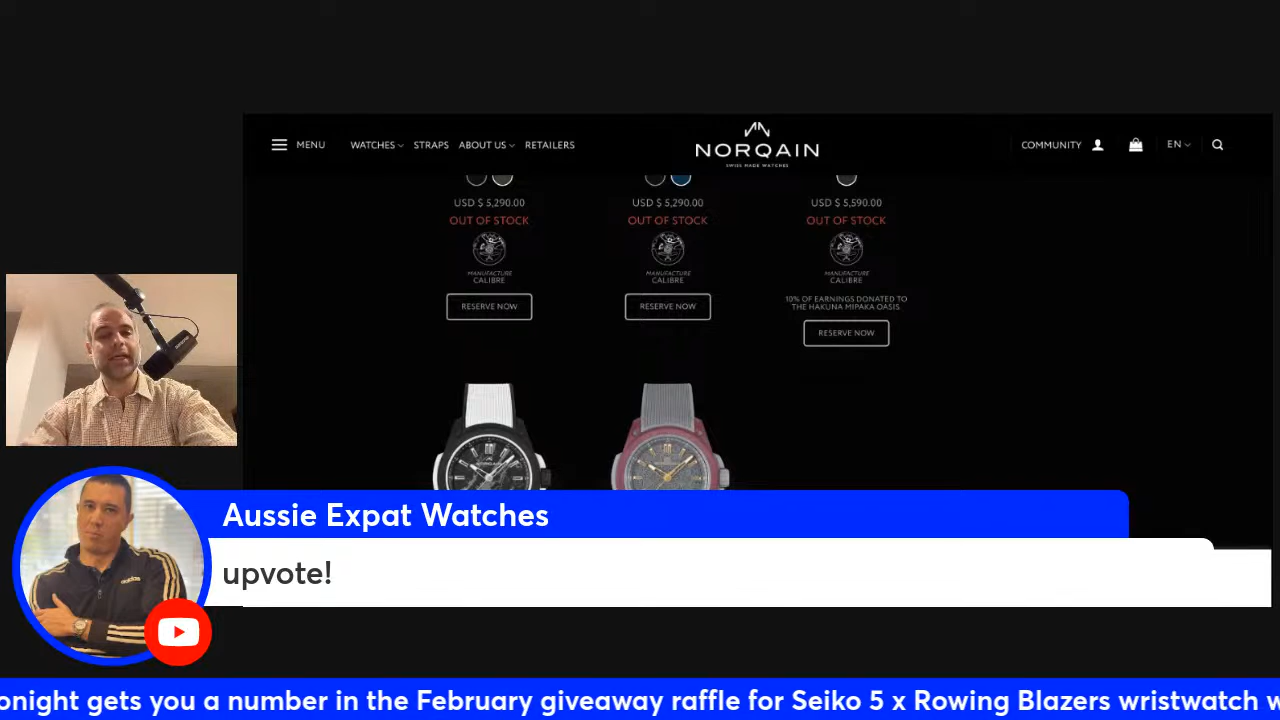 MENU
WATCHES
STRAPS
ABOUT US
RETAILERS
NORQAIN
SWISS MADE WATCHES
COMMUNITY
EN
USD $ 5,290.00
USD $ 5,290.00
USD $ 5,590.00
OUT OF STOCK
OUT OF STOCK
OUT OF STOCK
MANUFACTURE
CALIBRE
MANUFACTURE
CALIBRE
MANUFACTURE
CALIBRE
10% OF EARNINGS DONATED TO
THE HAKUNA MIPAKA OASIS
RESERVE NOW
RESERVE NOW
RESERVE NOW
Aussie Expat Watches
upvote!
onight gets you a number in the February giveaway raffle for Seiko 5 x Rowing Blazers wristwatch w